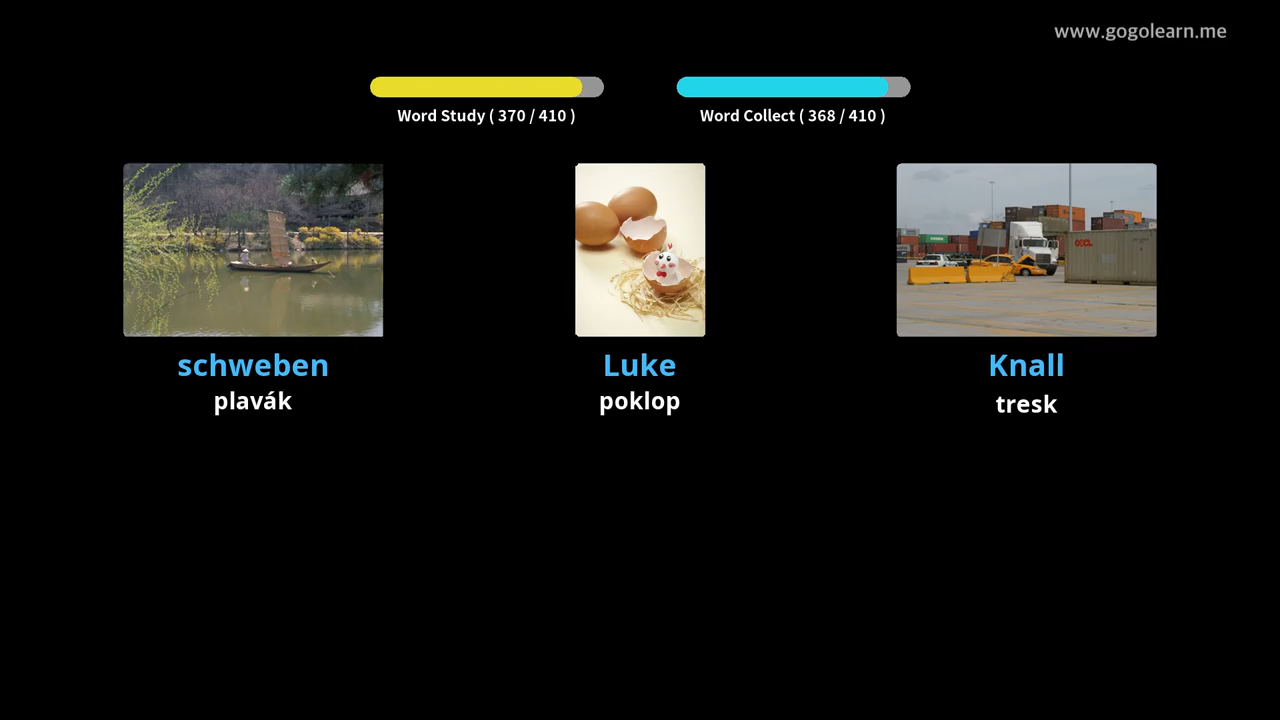 www.gogolearn.me
Word Study ( 370 / 410 )
Word Collect ( 368 / 410 )
schweben
plavák
Luke
poklop
Knall
tresk